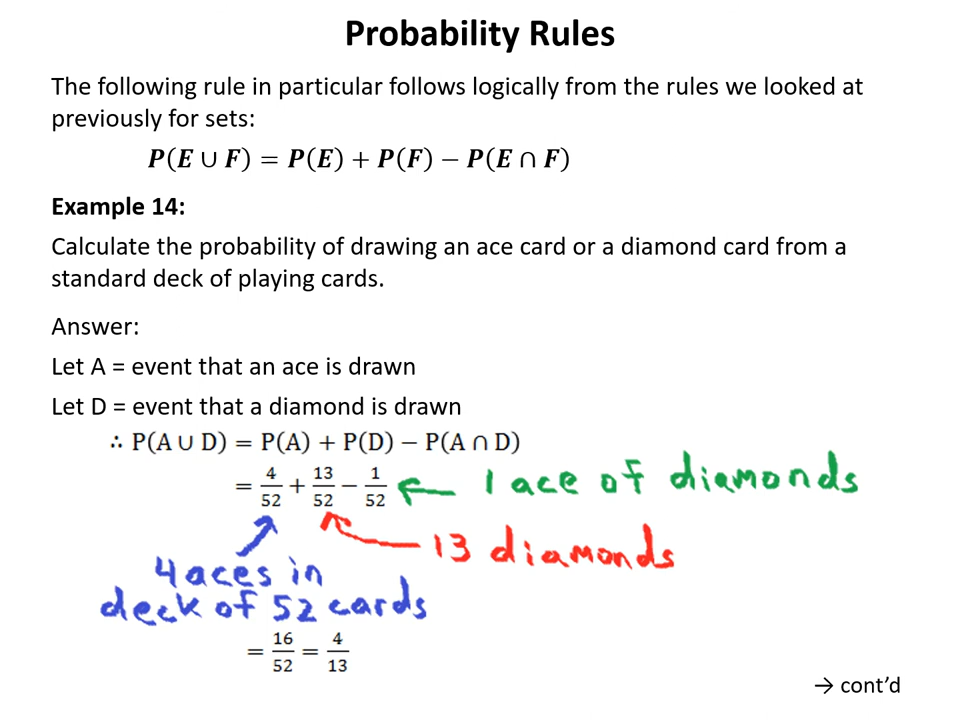 Probability Rules
The following rule in particular follows logically from the rules we looked at
previously for sets:
P(E ∪ F) = P(E) + P(F) − P(E ∩ F)
Example 14:
Calculate the probability of drawing an ace card or a diamond card from a
standard deck of playing cards.
Answer:
Let A = event that an ace is drawn
Let D = event that a diamond is drawn
∴ P(A ∪ D) = P(A) + P(D) − P(A ∩ D)
= 4/52 + 13/52 − 1/52 ← 1 ace of diamonds
13 diamonds
4 aces in
deck of 52 cards
= 16/52 = 4/13
→ cont’d